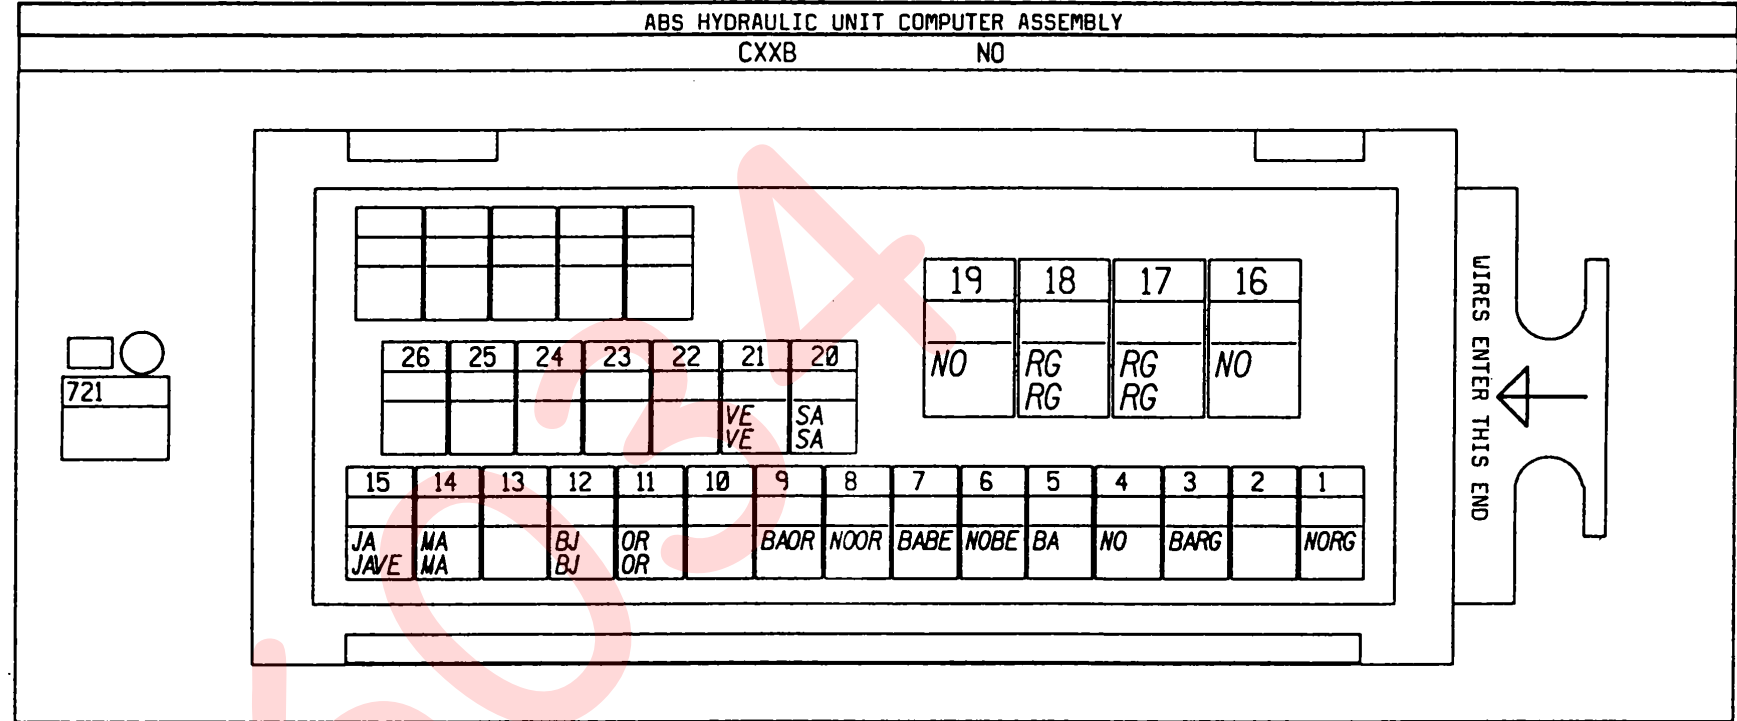 ABS HYDRAULIC UNIT COMPUTER ASSEMBLY
CXXB NO
19 18 17 16
NO RG RG NO
RG RG
26 25 24 23 22 21 20
VE SA
VE SA
721
15 14 13 12 11 10 9 8 7 6 5 4 3 2 1
JA MA BJ OR BAOR NOOR BABE NOBE BA NO BARG NORG
JAVE MA BJ OR
WIRES ENTER THIS END
5034